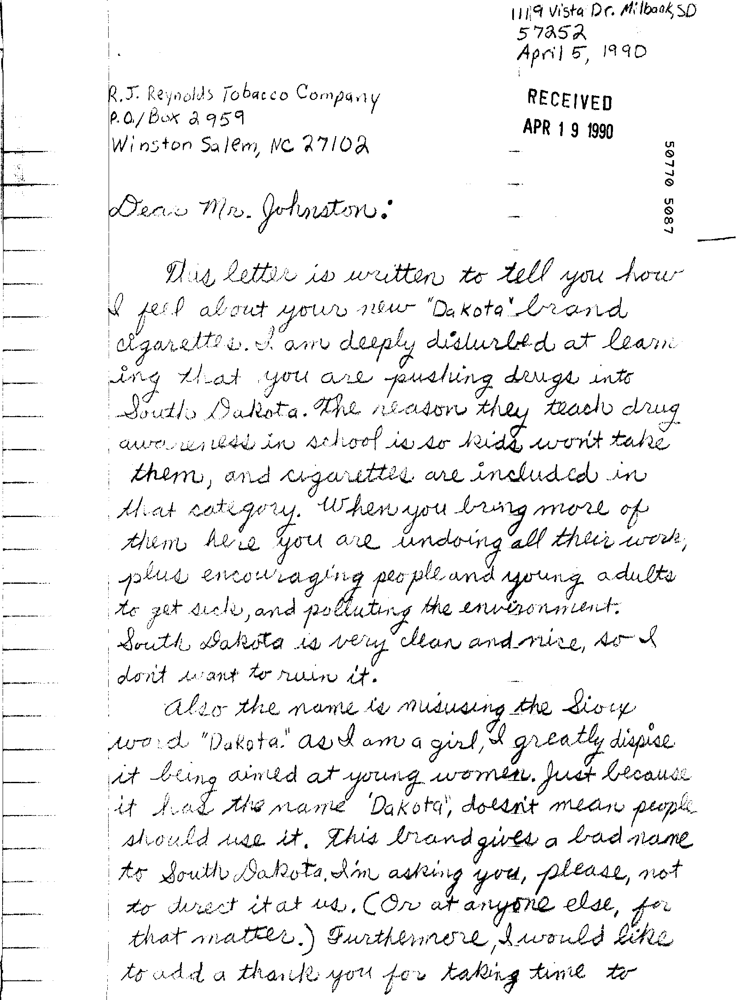 1119 Vista Dr. Milbank, SD
57252
April 5, 1990
R.J. Reynolds Tobacco Company
P.O./Box 2959
Winston Salem, NC 27102
RECEIVED
APR 19 1990
50770 5087
Dear Mr. Johnston:
This letter is written to tell you how
I feel about your new "Dakota" brand
cigarettes. I am deeply disturbed at learn
ing that you are pushing drugs into
South Dakota. The reason they teach drug
awareness in school is so kids won't take
them, and cigarettes are included in
that category. When you bring more of
them here you are undoing all their work,
plus encouraging people and young adults
to get sick, and polluting the environment.
South Dakota is very clean and nice, so I
don't want to ruin it.
Also the name is misusing the Sioux
word "Dakota." as I am a girl, I greatly dispise
it being aimed at young women. Just because
it has the name 'Dakota", doesn't mean people
should use it. This brand gives a bad name
to South Dakota. I'm asking you, please, not
to direct it at us. (Or at anyone else, for
that matter.) Furthermore, I would like
to add a thank you for taking time to